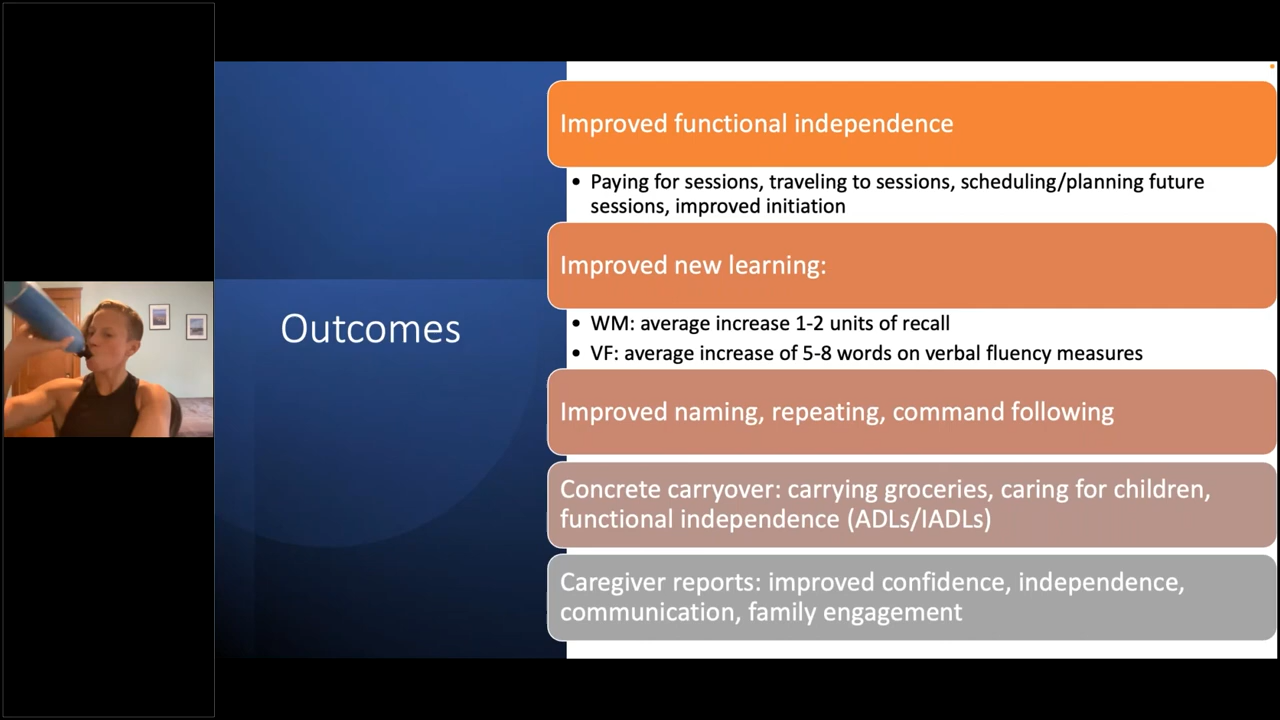 Outcomes
Improved functional independence
• Paying for sessions, traveling to sessions, scheduling/planning future
sessions, improved initiation
Improved new learning:
• WM: average increase 1-2 units of recall
• VF: average increase of 5-8 words on verbal fluency measures
Improved naming, repeating, command following
Concrete carryover: carrying groceries, caring for children,
functional independence (ADLs/IADLs)
Caregiver reports: improved confidence, independence,
communication, family engagement